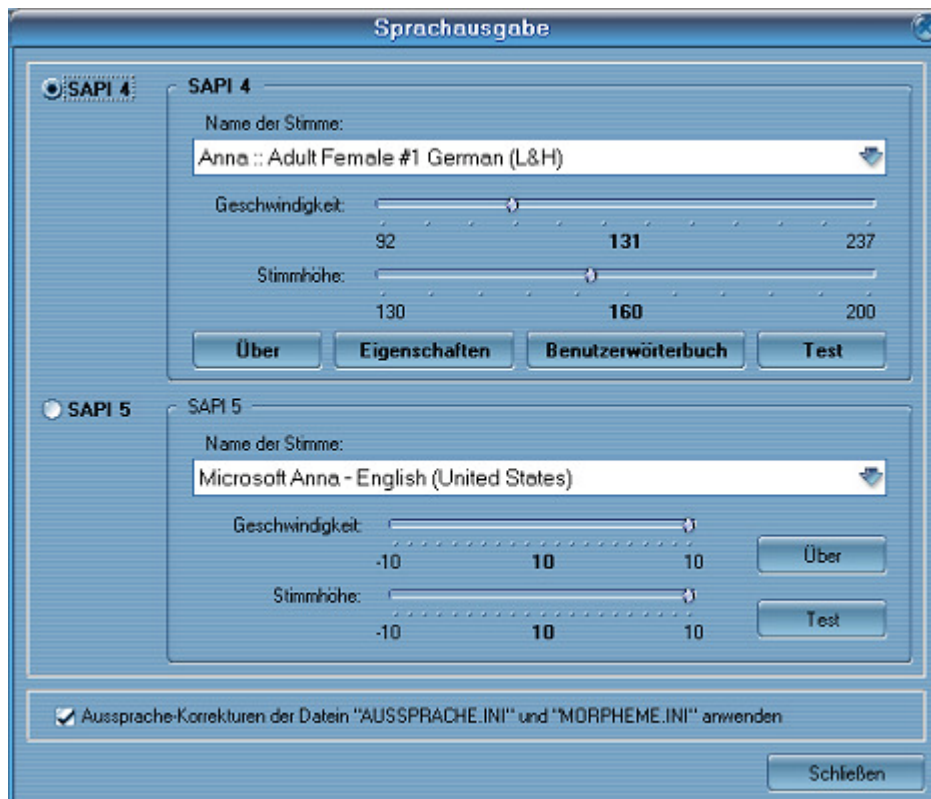 Sprachausgabe
SAPI 4
SAPI 4
Name der Stimme:
Anna :: Adult Female #1 German (L&H)
Geschwindigkeit:
92 131 237
Stimmhöhe:
130 160 200
Über Eigenschaften Benutzerwörterbuch Test
SAPI 5
SAPI 5
Name der Stimme:
Microsoft Anna - English (United States)
Geschwindigkeit:
-10 10 10
Über
Stimmhöhe:
-10 10 10
Test
Aussprache-Korrekturen der Datein "AUSSPRACHE.INI" und "MORPHEME.INI" anwenden
Schließen